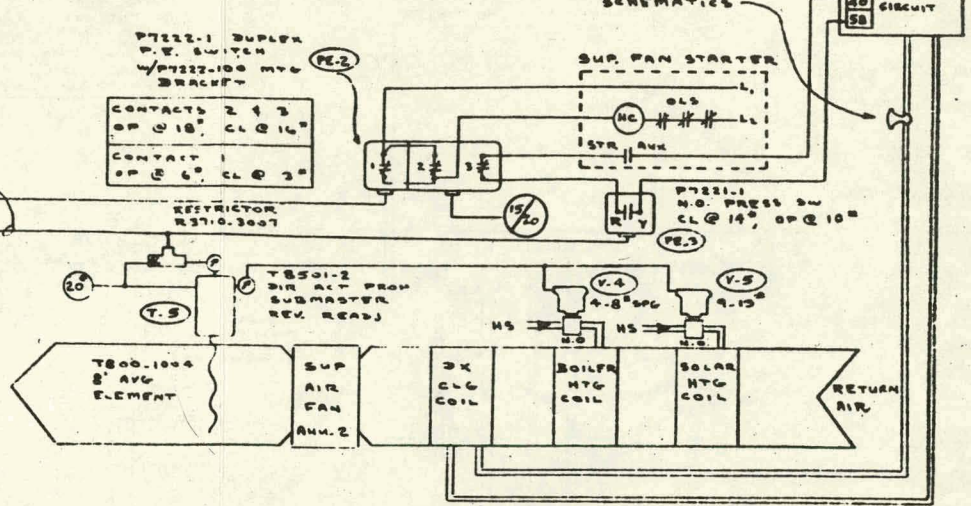 SCHEMATICS
40
58
CIRCUIT
P7222-1 DUPLEX
P.E. SWITCH
W/P7222-100 MTG
BRACKET
PE-2
CONTACTS 2 & 3
OP @ 18", CL @ 16"
CONTACT 1
OP @ 6", CL @ 3"
SUP. FAN STARTER
L1
OLS
MC
L2
STR AUX
1
2
3
15/20
R Y
P7221-1
N.O. PRESS SW
CL @ 14", OP @ 10"
PE-3
RESTRICTOR
R3710-3007
R
P
20#
T-5
P
T8501-2
DIR ACT PROP
SUBMASTER
REV. READJ
V-4
4-8# SPG
V-5
9-13#
HS
N.O
HS
N.O
T800-1004
8' AVG
ELEMENT
SUP
AIR
FAN
AHU-2
DX
CLG
COIL
BOILER
HTG
COIL
SOLAR
HTG
COIL
RETURN
AIR